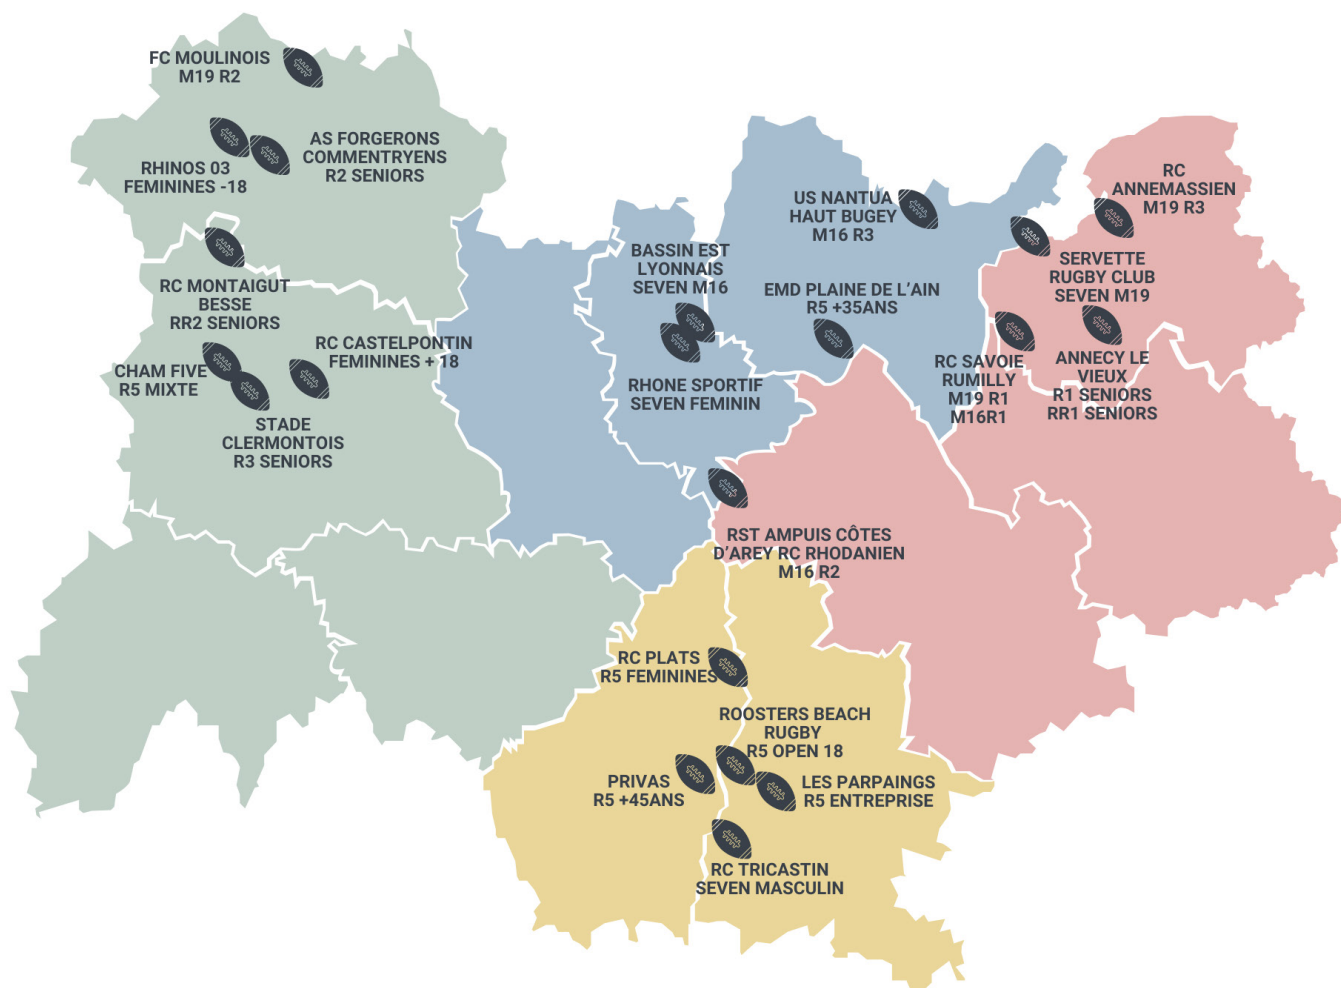 FC MOULINOIS
M19 R2
AS FORGERONS
COMMENTRYENS
R2 SENIORS
RHINOS 03
FEMININES -18
RC MONTAIGUT
BESSE
RR2 SENIORS
CHAM FIVE
R5 MIXTE
RC CASTELPONTIN
FEMININES + 18
STADE
CLERMONTOIS
R3 SENIORS
BASSIN EST
LYONNAIS
SEVEN M16
RHONE SPORTIF
SEVEN FEMININ
US NANTUA
HAUT BUGEY
M16 R3
EMD PLAINE DE L'AIN
R5 +35ANS
RC
ANNEMASSIEN
M19 R3
SERVETTE
RUGBY CLUB
SEVEN M19
RC SAVOIE
RUMILLY
M19 R1
M16R1
ANNECY LE
VIEUX
R1 SENIORS
RR1 SENIORS
RST AMPUIS CÔTES
D'AREY RC RHODANIEN
M16 R2
RC PLATS
R5 FEMININES
ROOSTERS BEACH
RUGBY
R5 OPEN 18
PRIVAS
R5 +45ANS
LES PARPAINGS
R5 ENTREPRISE
RC TRICASTIN
SEVEN MASCULIN